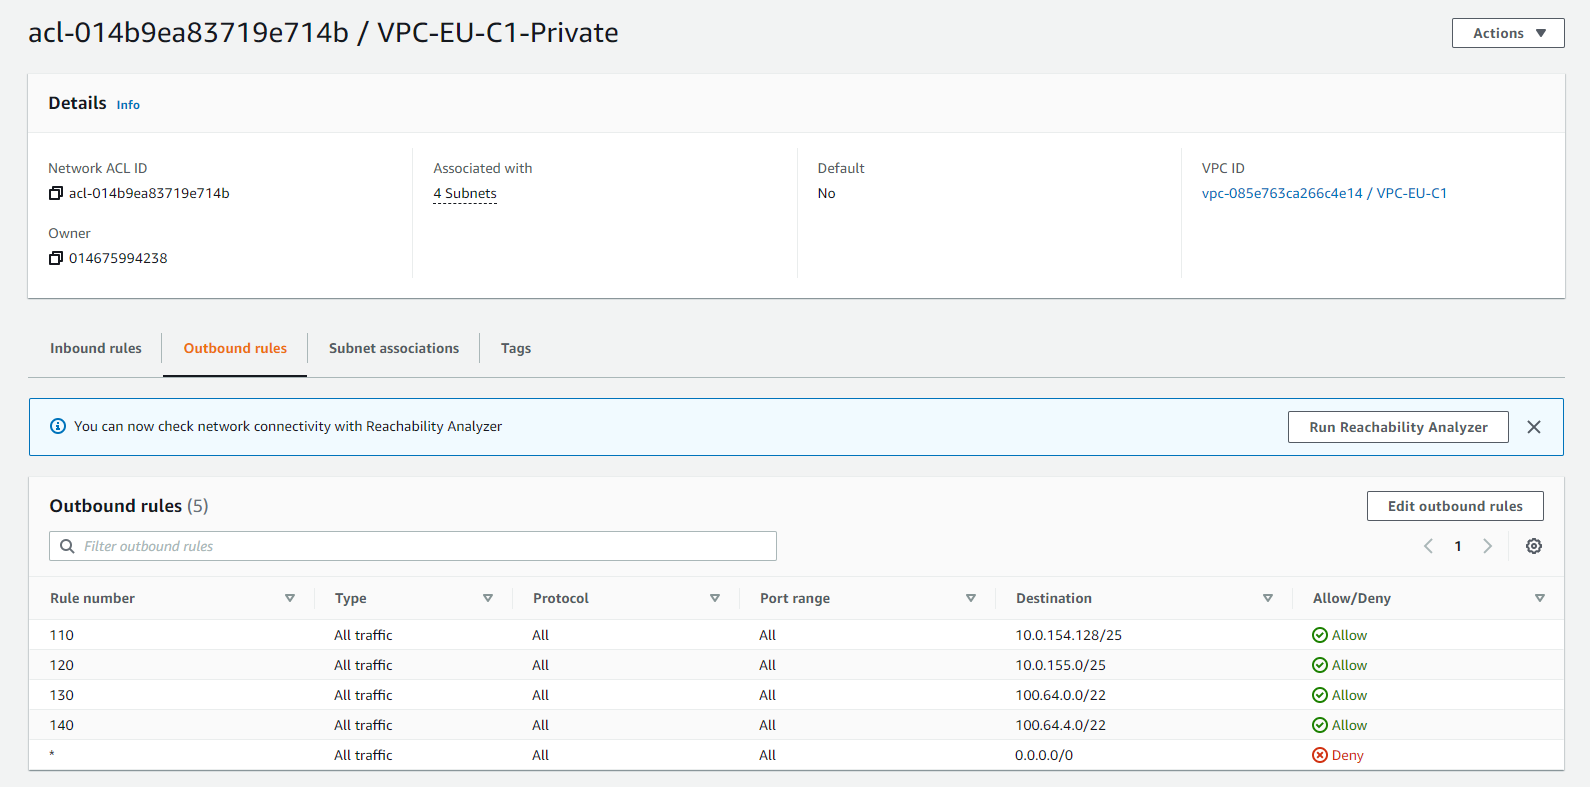 acl-014b9ea83719e714b / VPC-EU-C1-Private
Actions
Details Info
Network ACL ID
acl-014b9ea83719e714b
Associated with
4 Subnets
Default
No
VPC ID
vpc-085e763ca266c4e14 / VPC-EU-C1
Owner
014675994238
Inbound rules Outbound rules Subnet associations Tags
You can now check network connectivity with Reachability Analyzer
Run Reachability Analyzer
Outbound rules (5)
Edit outbound rules
Filter outbound rules
1
Rule number Type Protocol Port range Destination Allow/Deny
110 All traffic All All 10.0.154.128/25 Allow
120 All traffic All All 10.0.155.0/25 Allow
130 All traffic All All 100.64.0.0/22 Allow
140 All traffic All All 100.64.4.0/22 Allow
* All traffic All All 0.0.0.0/0 Deny